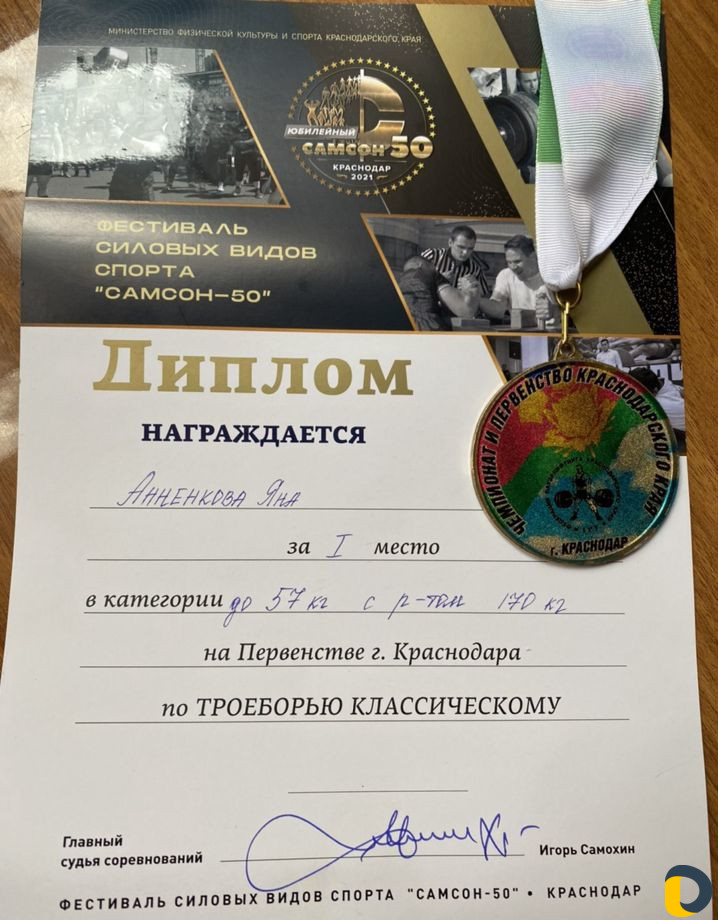 МИНИСТЕРСТВО ФИЗИЧЕСКОЙ КУЛЬТУРЫ И СПОРТА КРАСНОДАРСКОГО КРАЯ
ЮБИЛЕЙНЫЙ
САМСОН 50
КРАСНОДАР
2021
ФЕСТИВАЛЬ
СИЛОВЫХ ВИДОВ
СПОРТА
"САМСОН-50"
ДИПЛОМ
НАГРАЖДАЕТСЯ
Анненкова Яна
за I место
в категории до 57 кг с р-том 170 кг
на Первенстве г. Краснодара
по ТРОЕБОРЬЮ КЛАССИЧЕСКОМУ
Главный
судья соревнований
Игорь Самохин
ФЕСТИВАЛЬ СИЛОВЫХ ВИДОВ СПОРТА "САМСОН-50" • КРАСНОДАР
ЧЕМПИОНАТ И ПЕРВЕНСТВО КРАСНОДАРСКОГО КРАЯ
г. КРАСНОДАР